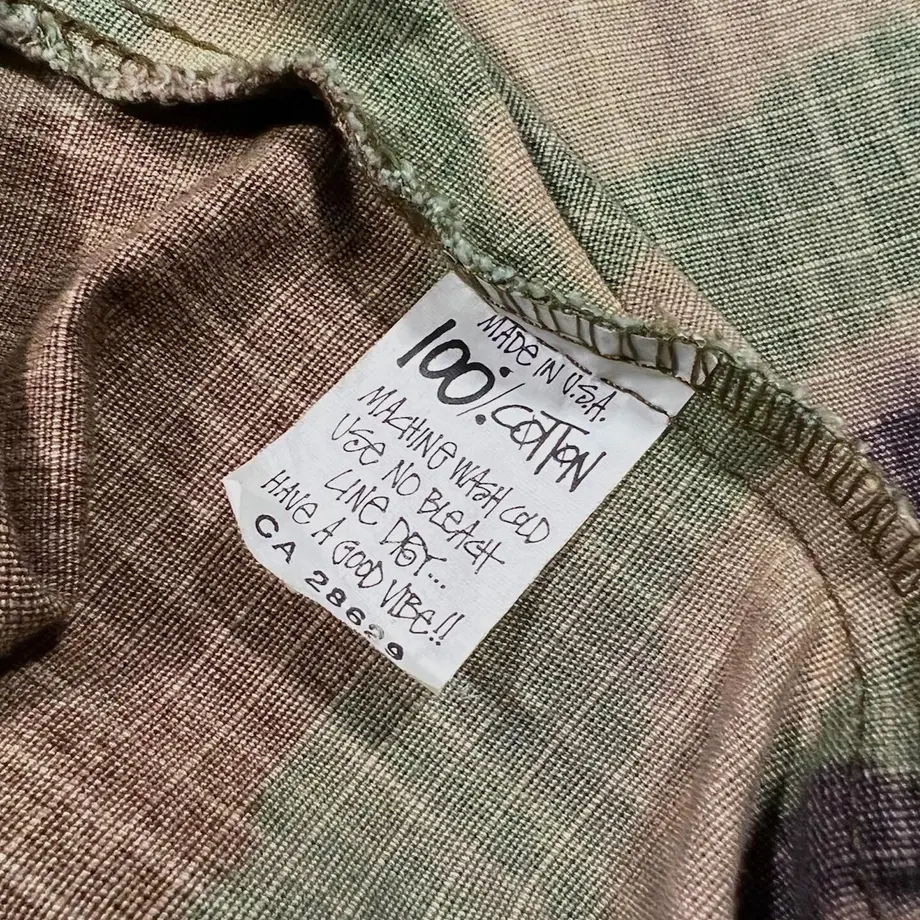 MADE IN U.S.A.
100% COTTON
MACHINE WASH COLD
USE NO BLEACH
LINE DRY...
HAVE A GOOD VIBE!!
CA 28629